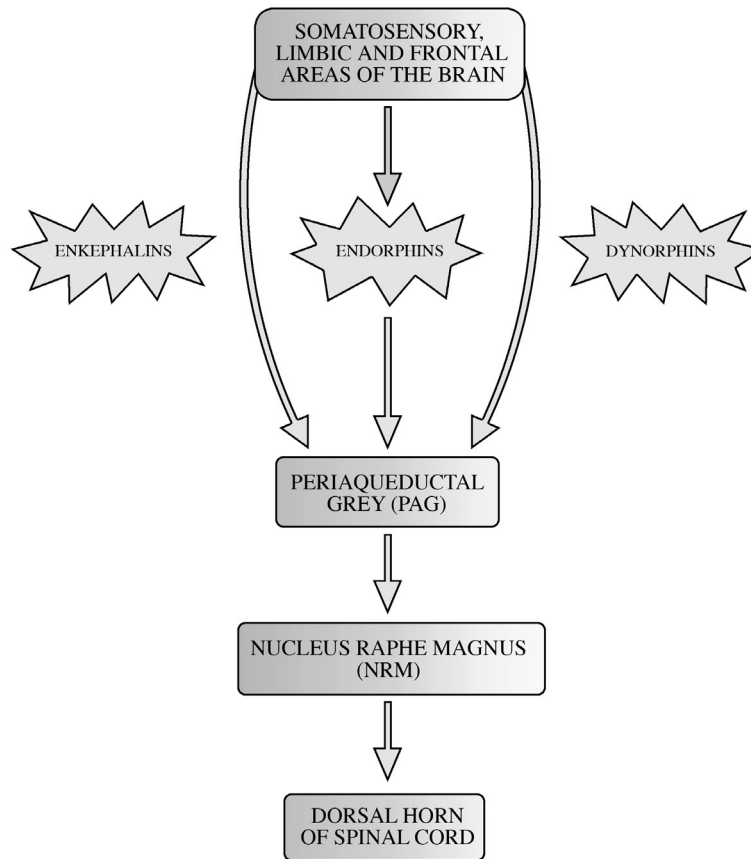 SOMATOSENSORY,
LIMBIC AND FRONTAL
AREAS OF THE BRAIN
ENKEPHALINS
ENDORPHINS
DYNORPHINS
PERIAQUEDUCTAL
GREY (PAG)
NUCLEUS RAPHE MAGNUS
(NRM)
DORSAL HORN
OF SPINAL CORD